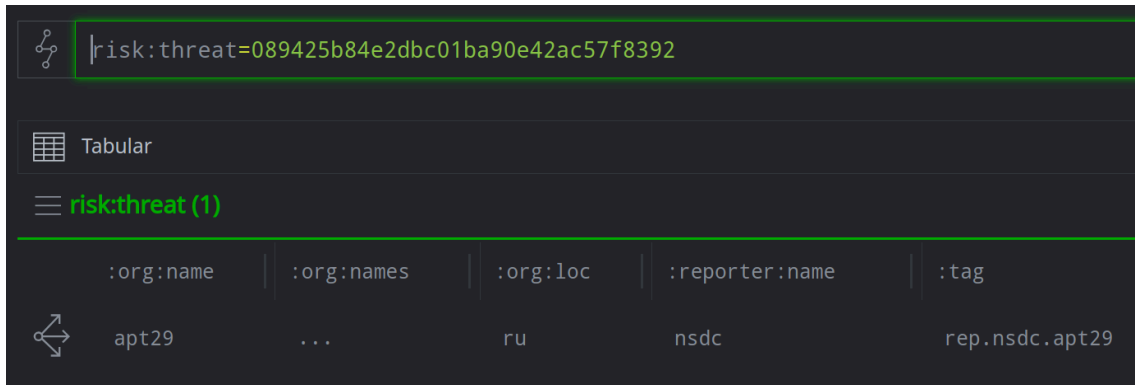 risk:threat=089425b84e2dbc01ba90e42ac57f8392
Tabular
risk:threat (1)
:org:name :org:names :org:loc :reporter:name :tag
apt29 ... ru nsdc rep.nsdc.apt29